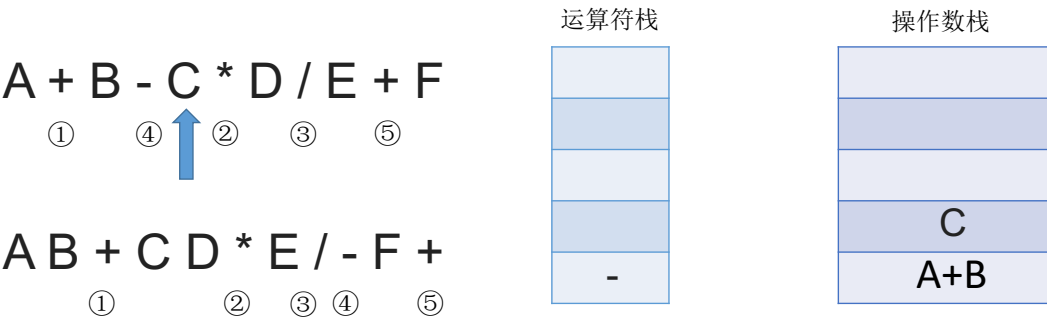 运算符栈
操作数栈
A + B - C * D / E + F
① ④ ② ③ ⑤
C
A B + C D * E / - F +
- A+B
① ② ③ ④ ⑤